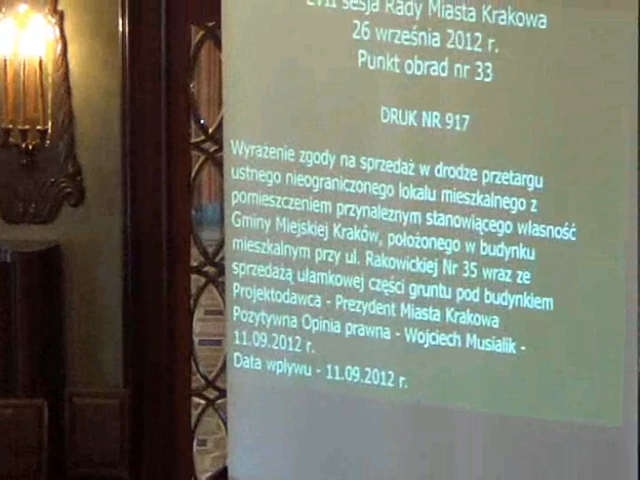 sesja Rady Miasta Krakowa
26 września 2012 r.
Punkt obrad nr 33
DRUK NR 917
Wyrażenie zgody na sprzedaż w drodze przetargu
ustnego nieograniczonego lokalu mieszkalnego z
pomieszczeniem przynależnym stanowiącego własność
Gminy Miejskiej Kraków, położonego w budynku
mieszkalnym przy ul. Rakowickiej Nr 35 wraz ze
sprzedażą ułamkowej części gruntu pod budynkiem
Projektodawca - Prezydent Miasta Krakowa
Pozytywna Opinia prawna - Wojciech Musialik -
11.09.2012 r.
Data wpływu - 11.09.2012 r.